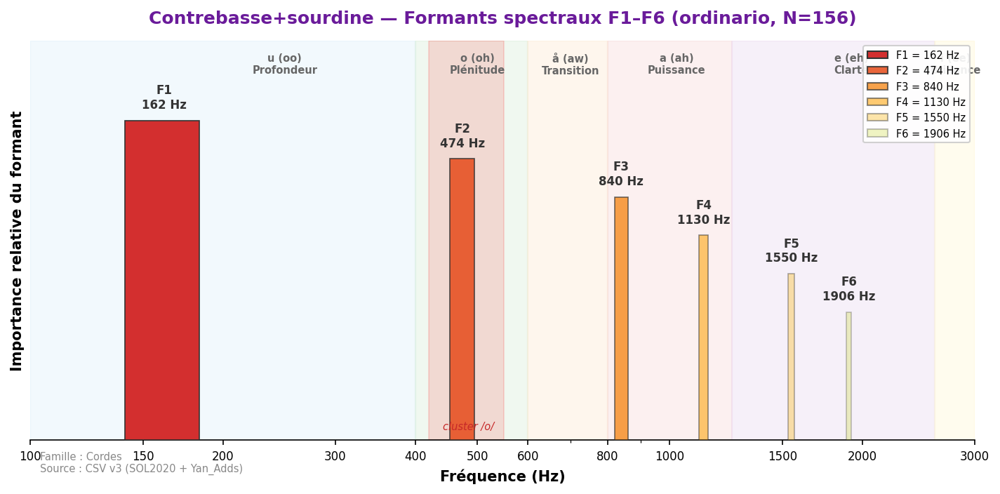 Contrebasse+sourdine — Formants spectraux F1–F6 (ordinario, N=156)
u (oo)
Profondeur
o (oh)
Plénitude
å (aw)
Transition
a (ah)
Puissance
e (eh
Clart
F1 = 162 Hz
F2 = 474 Hz
F3 = 840 Hz
F4 = 1130 Hz
F5 = 1550 Hz
F6 = 1906 Hz
F1
162 Hz
F2
474 Hz
F3
840 Hz
F4
1130 Hz
F5
1550 Hz
F6
1906 Hz
cluster /o/
Importance relative du formant
100 150 200 300 400 500 600 800 1000 1500 2000 3000
Famille : Cordes
Source : CSV v3 (SOL2020 + Yan_Adds)
Fréquence (Hz)